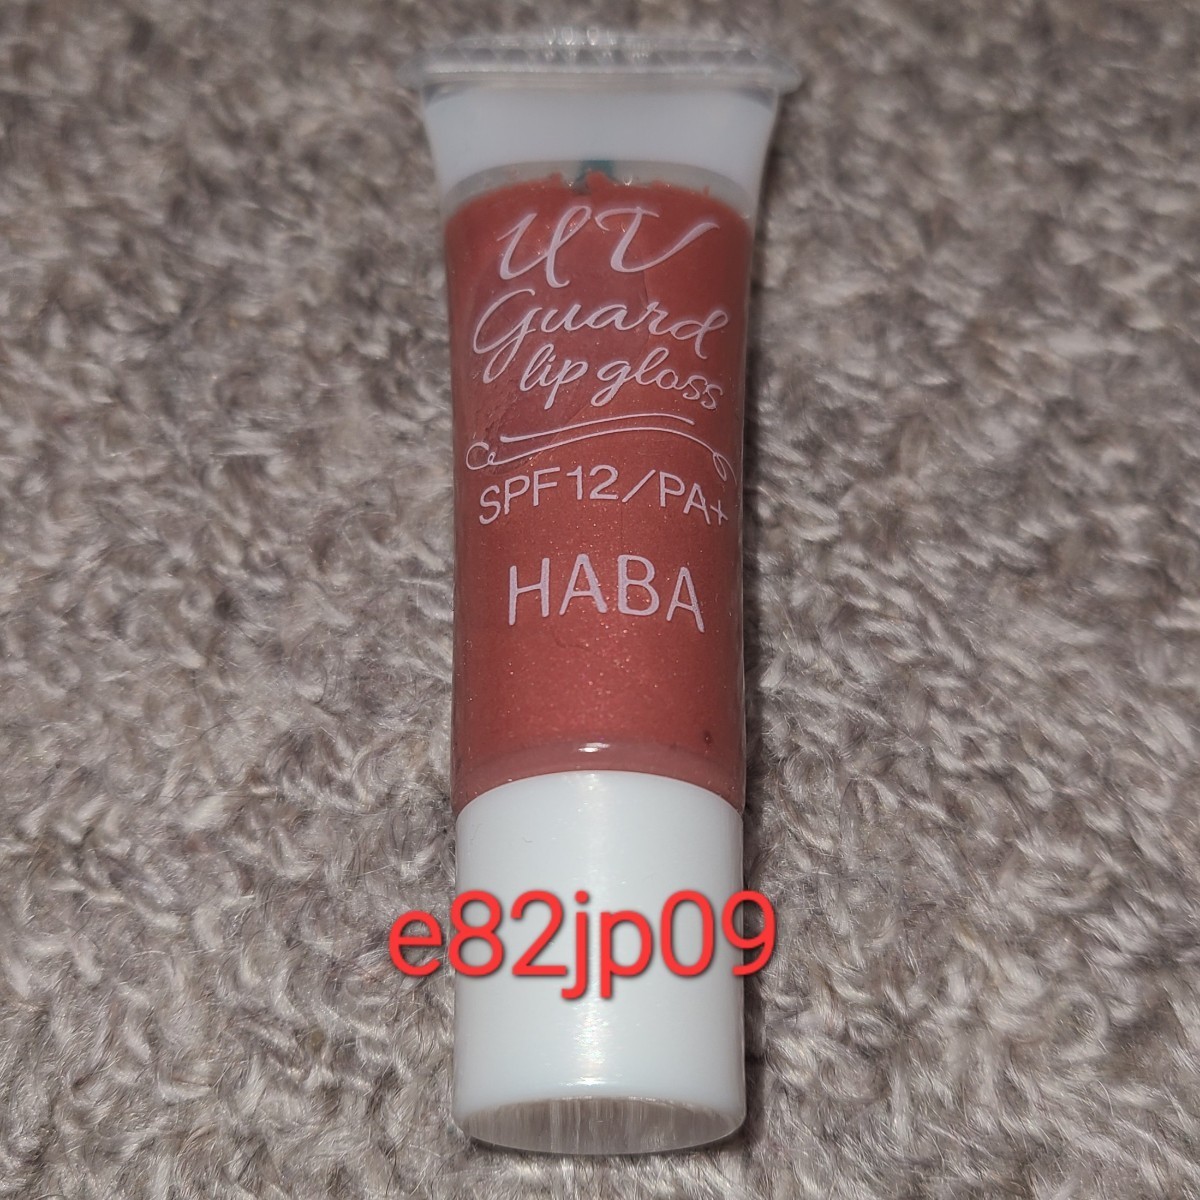 UV
Guard
lip gloss
SPF12/PA+
HABA
e82jp09